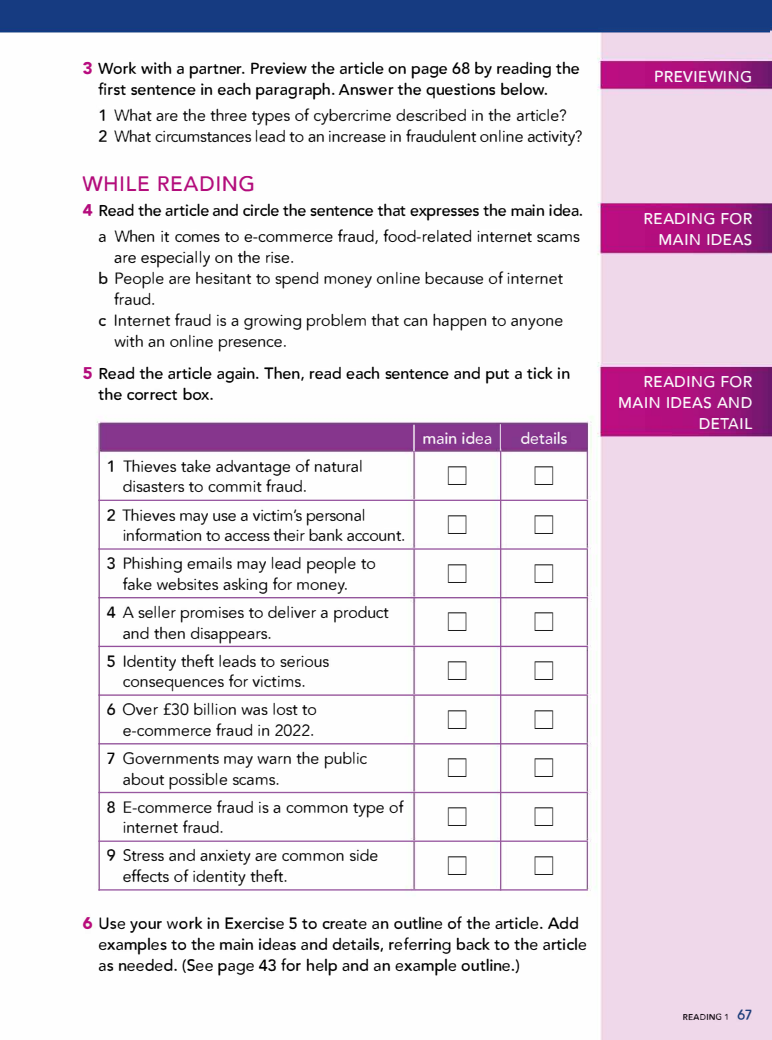 3 Work with a partner. Preview the article on page 68 by reading the
first sentence in each paragraph. Answer the questions below.
1 What are the three types of cybercrime described in the article?
2 What circumstances lead to an increase in fraudulent online activity?
PREVIEWING
WHILE READING
4 Read the article and circle the sentence that expresses the main idea.
a When it comes to e-commerce fraud, food-related internet scams
are especially on the rise.
b People are hesitant to spend money online because of internet
fraud.
c Internet fraud is a growing problem that can happen to anyone
with an online presence.
READING FOR
MAIN IDEAS
5 Read the article again. Then, read each sentence and put a tick in
the correct box.
READING FOR
MAIN IDEAS AND
DETAIL
main idea details
1 Thieves take advantage of natural
disasters to commit fraud.
2 Thieves may use a victim's personal
information to access their bank account.
3 Phishing emails may lead people to
fake websites asking for money.
4 A seller promises to deliver a product
and then disappears.
5 Identity theft leads to serious
consequences for victims.
6 Over £30 billion was lost to
e-commerce fraud in 2022.
7 Governments may warn the public
about possible scams.
8 E-commerce fraud is a common type of
internet fraud.
9 Stress and anxiety are common side
effects of identity theft.
6 Use your work in Exercise 5 to create an outline of the article. Add
examples to the main ideas and details, referring back to the article
as needed. (See page 43 for help and an example outline.)
READING 1 67